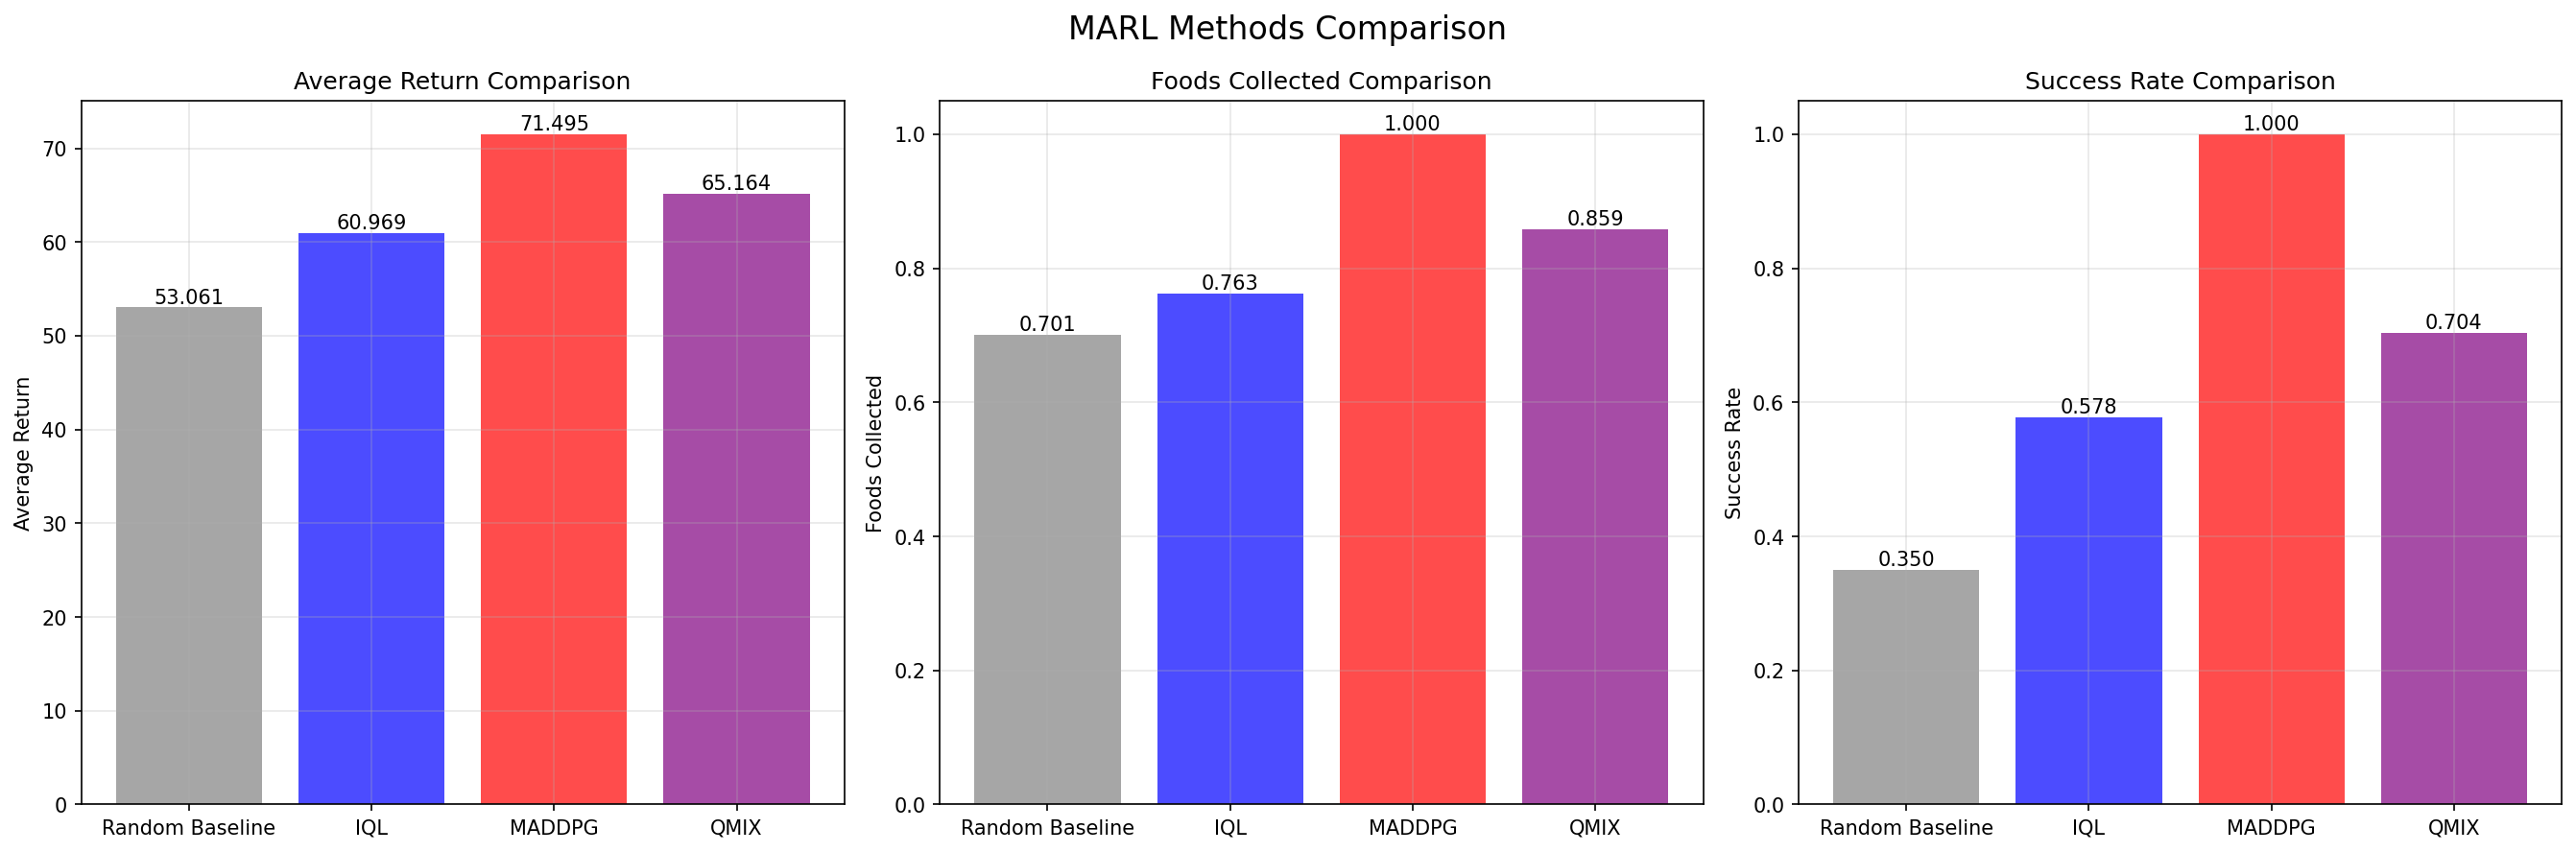 MARL Methods Comparison
Average Return Comparison
Average Return
70
60
50
40
30
20
10
0
53.061
60.969
71.495
65.164
Random Baseline
IQL
MADDPG
QMIX
Foods Collected Comparison
Foods Collected
1.0
0.8
0.6
0.4
0.2
0.0
0.701
0.763
1.000
0.859
Random Baseline
IQL
MADDPG
QMIX
Success Rate Comparison
Success Rate
1.0
0.8
0.6
0.4
0.2
0.0
0.350
0.578
1.000
0.704
Random Baseline
IQL
MADDPG
QMIX